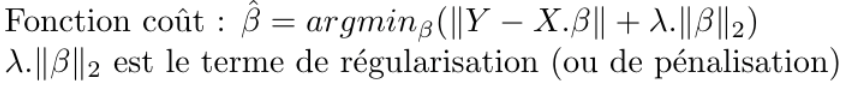 Fonction coût : β̂ = argmin_β(‖Y − X.β‖ + λ.‖β‖₂)
λ.‖β‖₂ est le terme de régularisation (ou de pénalisation)